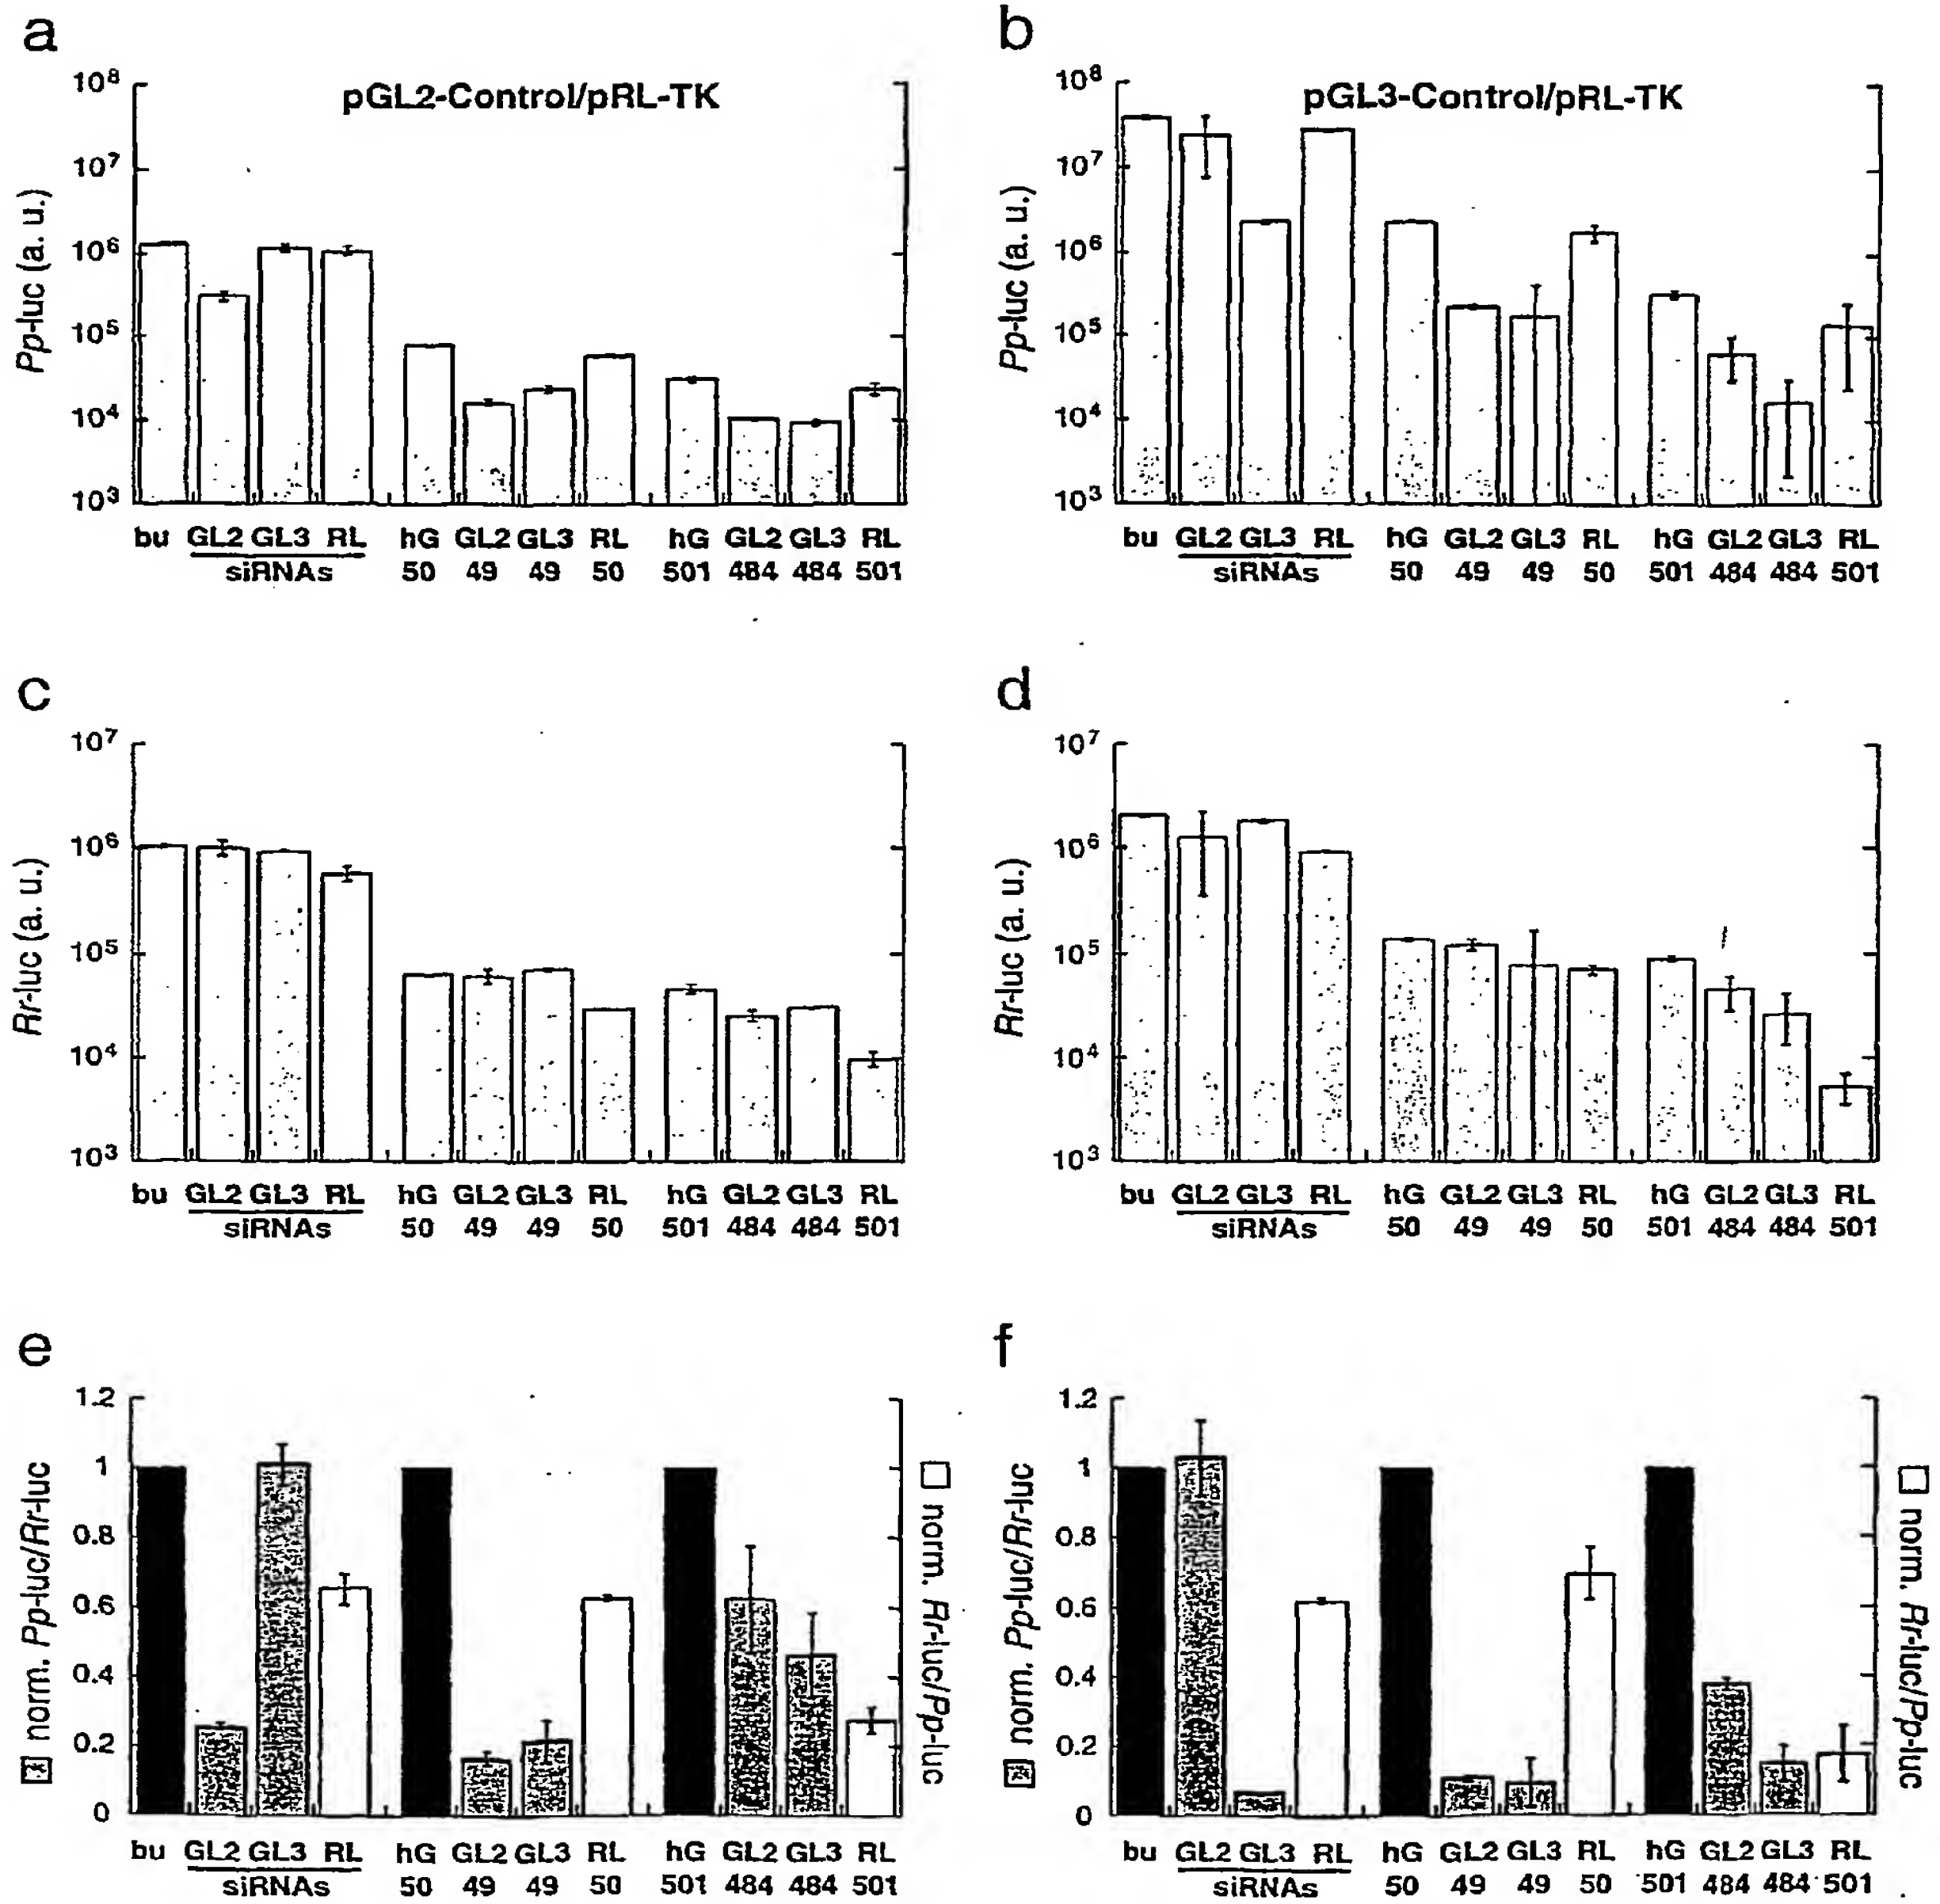 a
pGL2-Control/pRL-TK
Pp-luc (a. u.)
10⁸
10⁷
10⁶
10⁵
10⁴
10³
bu GL2 GL3 RL hG GL2 GL3 RL hG GL2 GL3 RL
siRNAs 50 49 49 50 501 484 484 501
b
pGL3-Control/pRL-TK
Pp-luc (a. u.)
10⁸
10⁷
10⁶
10⁵
10⁴
10³
bu GL2 GL3 RL hG GL2 GL3 RL hG GL2 GL3 RL
siRNAs 50 49 49 50 501 484 484 501
c
Rr-luc (a. u.)
10⁷
10⁶
10⁵
10⁴
10³
bu GL2 GL3 RL hG GL2 GL3 RL hG GL2 GL3 RL
siRNAs 50 49 49 50 501 484 484 501
d
Rr-luc (a. u.)
10⁷
10⁶
10⁵
10⁴
10³
bu GL2 GL3 RL hG GL2 GL3 RL hG GL2 GL3 RL
siRNAs 50 49 49 50 501 484 484 501
e
norm. Pp-luc/Rr-luc
1.2
1
0.8
0.6
0.4
0.2
0
norm. Rr-luc/Pp-luc
bu GL2 GL3 RL hG GL2 GL3 RL hG GL2 GL3 RL
siRNAs 50 49 49 50 501 484 484 501
f
norm. Pp-luc/Rr-luc
1.2
1
0.8
0.6
0.4
0.2
0
norm. Rr-luc/Pp-luc
bu GL2 GL3 RL hG GL2 GL3 RL hG GL2 GL3 RL
siRNAs 50 49 49 50 501 484 484 501